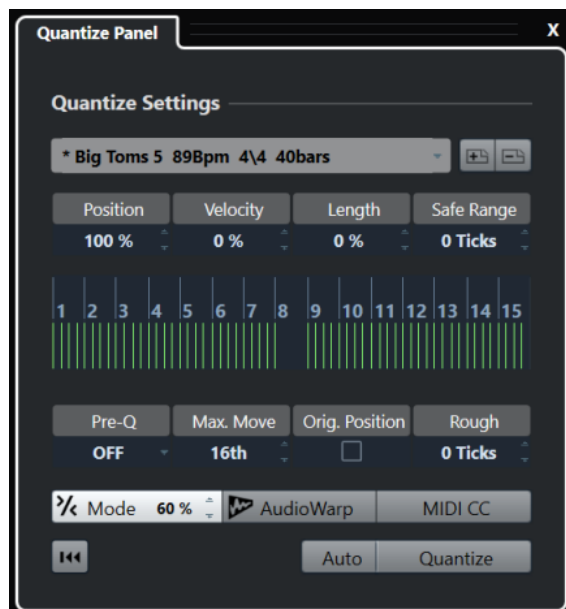 Quantize Panel X
Quantize Settings
* Big Toms 5 89Bpm 4\4 40bars
Position Velocity Length Safe Range
100 % 0 % 0 % 0 Ticks
1 2 3 4 5 6 7 8 9 10 11 12 13 14 15
Pre-Q Max. Move Orig. Position Rough
OFF 16th 0 Ticks
Mode 60 % AudioWarp MIDI CC
Auto Quantize